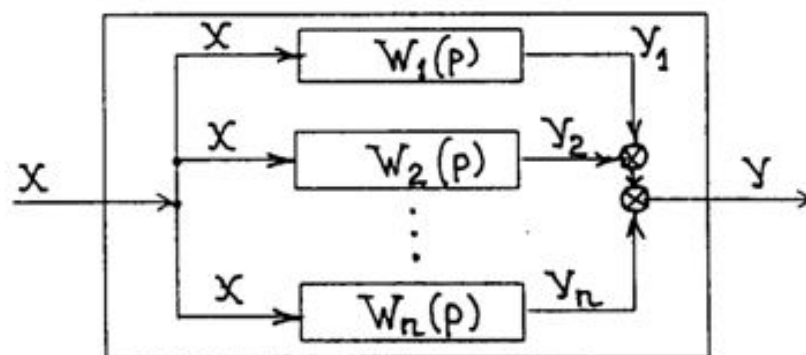 X W₁(p) y₁
X W₂(p) y₂
X y
X Wₙ(p) yₙ